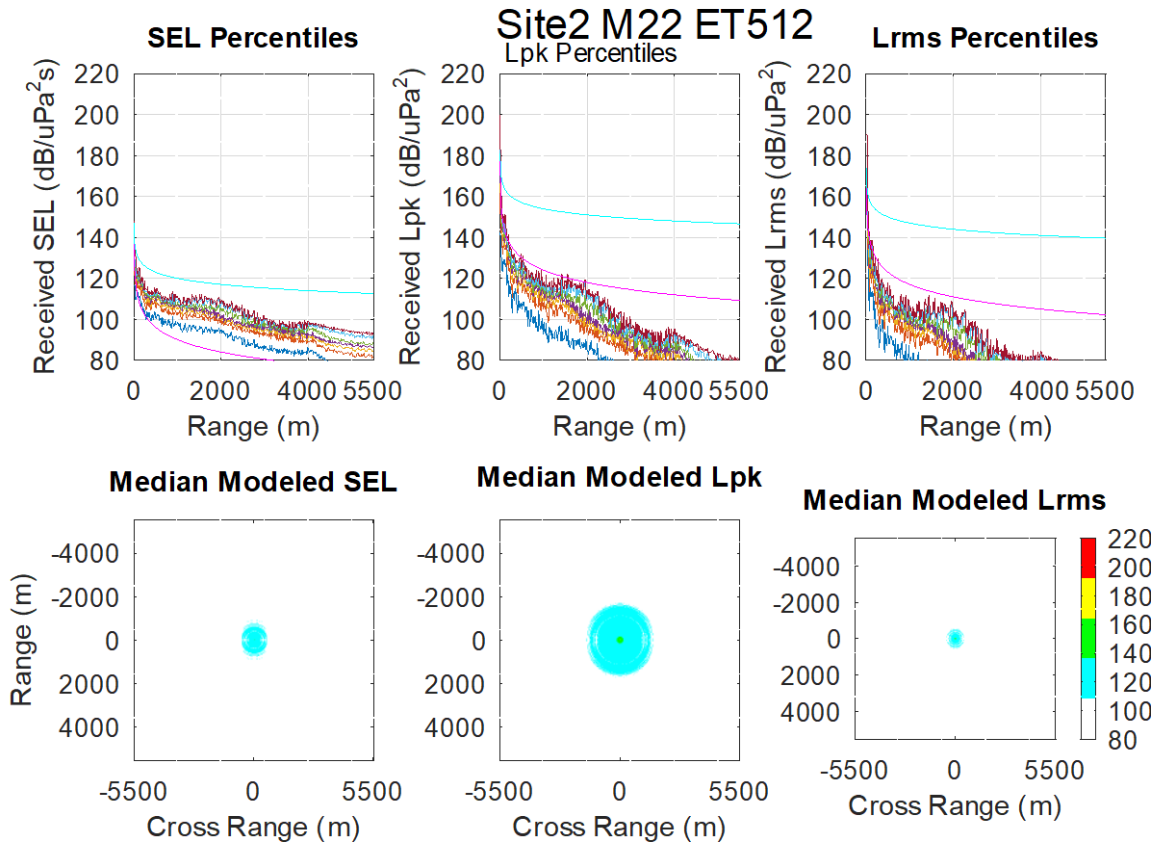 Site2 M22 ET512
SEL Percentiles
Lpk Percentiles
Lrms Percentiles
Received SEL (dB/uPa²s)
220
200
180
160
140
120
100
80
0 2000 4000 5500
Range (m)
Received Lpk (dB/uPa²)
220
200
180
160
140
120
100
80
0 2000 4000 5500
Range (m)
Received Lrms (dB/uPa²)
220
200
180
160
140
120
100
80
0 2000 4000 5500
Range (m)
Median Modeled SEL
Range (m)
-4000
-2000
0
2000
4000
-5500 0 5500
Cross Range (m)
Median Modeled Lpk
-4000
-2000
0
2000
4000
-5500 0 5500
Cross Range (m)
Median Modeled Lrms
-4000
-2000
0
2000
4000
-5500 0 5500
Cross Range (m)
220
200
180
160
140
120
100
80